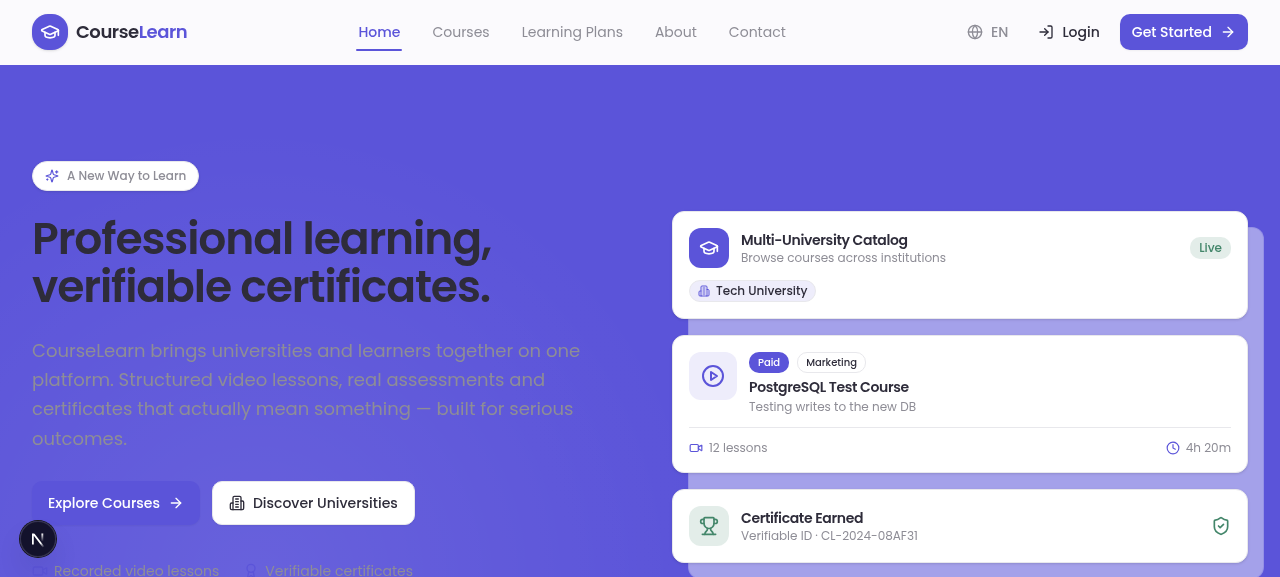 CourseLearn
Home
Courses
Learning Plans
About
Contact
EN
Login
Get Started
A New Way to Learn
Professional learning,
verifiable certificates.
CourseLearn brings universities and learners together on one
platform. Structured video lessons, real assessments and
certificates that actually mean something — built for serious
outcomes.
Explore Courses
Discover Universities
Recorded video lessons
Verifiable certificates
Multi-University Catalog
Browse courses across institutions
Live
Tech University
Paid
Marketing
PostgreSQL Test Course
Testing writes to the new DB
12 lessons
4h 20m
Certificate Earned
Verifiable ID · CL-2024-08AF31
N